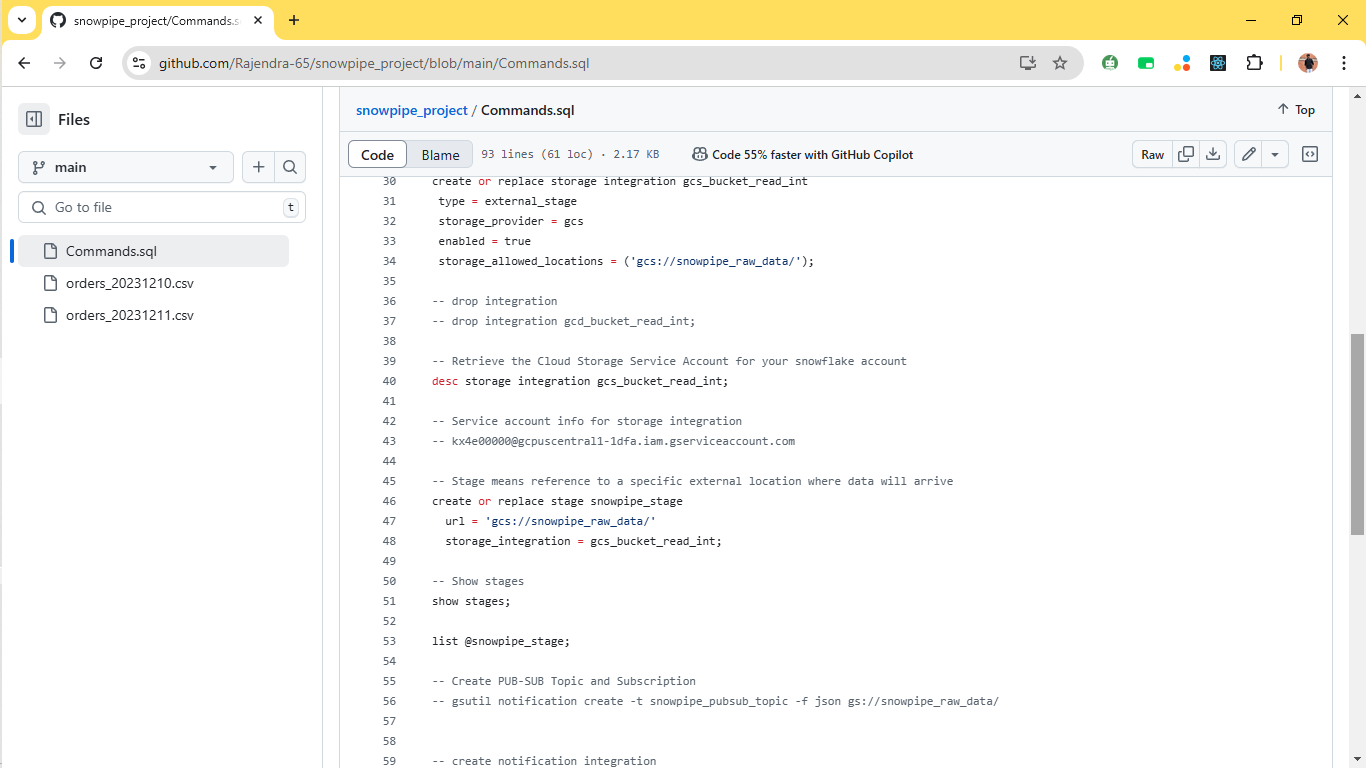 snowpipe_project/Commands.s
github.com/Rajendra-65/snowpipe_project/blob/main/Commands.sql
Files
main
Go to file
t
Commands.sql
orders_20231210.csv
orders_20231211.csv
snowpipe_project / Commands.sql
Top
Code
Blame
93 lines (61 loc) · 2.17 KB
Code 55% faster with GitHub Copilot
Raw
30 create or replace storage integration gcs_bucket_read_int
31 type = external_stage
32 storage_provider = gcs
33 enabled = true
34 storage_allowed_locations = ('gcs://snowpipe_raw_data/');
35
36 -- drop integration
37 -- drop integration gcd_bucket_read_int;
38
39 -- Retrieve the Cloud Storage Service Account for your snowflake account
40 desc storage integration gcs_bucket_read_int;
41
42 -- Service account info for storage integration
43 -- kx4e00000@gcpuscentral1-1dfa.iam.gserviceaccount.com
44
45 -- Stage means reference to a specific external location where data will arrive
46 create or replace stage snowpipe_stage
47 url = 'gcs://snowpipe_raw_data/'
48 storage_integration = gcs_bucket_read_int;
49
50 -- Show stages
51 show stages;
52
53 list @snowpipe_stage;
54
55 -- Create PUB-SUB Topic and Subscription
56 -- gsutil notification create -t snowpipe_pubsub_topic -f json gs://snowpipe_raw_data/
57
58
59 -- create notification integration